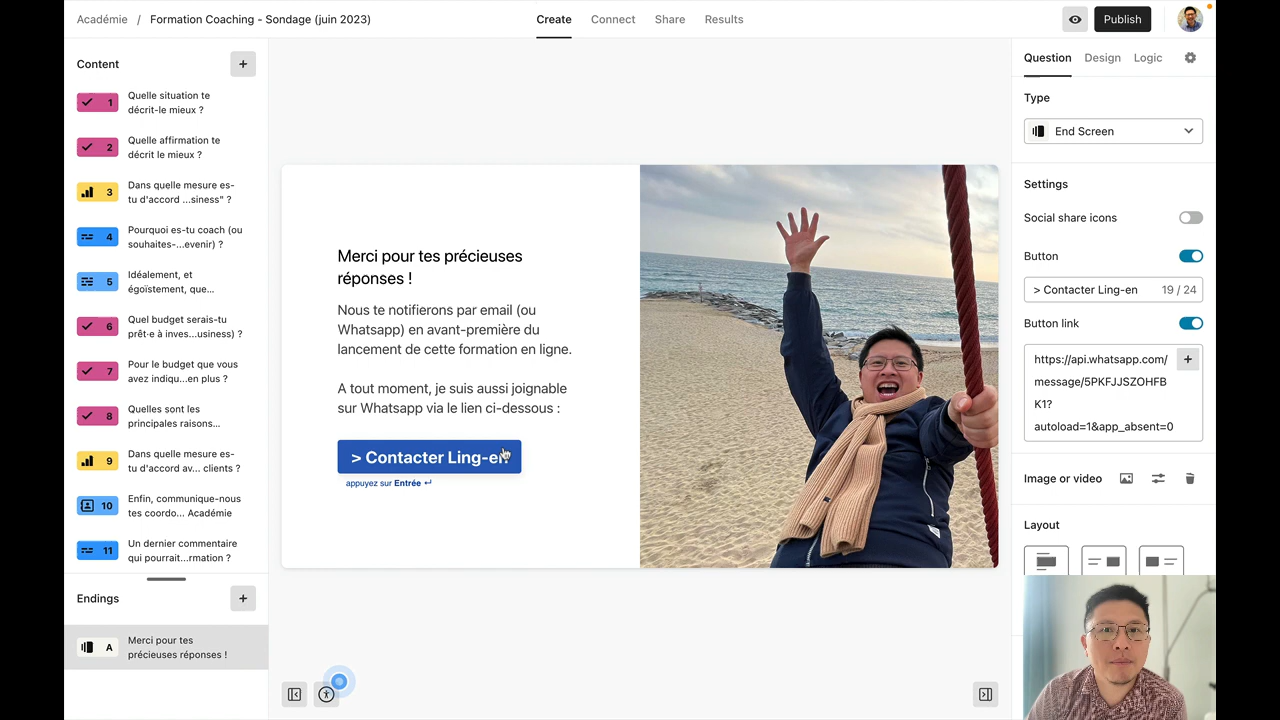 Académie / Formation Coaching - Sondage (juin 2023)
Create
Connect
Share
Results
Publish
Content
+
1
Quelle situation te
décrit-le mieux ?
2
Quelle affirmation te
décrit le mieux ?
3
Dans quelle mesure es-
tu d'accord ...siness" ?
4
Pourquoi es-tu coach (ou
souhaites-...evenir) ?
5
Idéalement, et
égoïstement, que...
6
Quel budget serais-tu
prêt·e à inves...usiness) ?
7
Pour le budget que vous
avez indiqu...en plus ?
8
Quelles sont les
principales raisons...
9
Dans quelle mesure es-
tu d'accord av... clients ?
10
Enfin, communique-nous
tes coordo... Académie
11
Un dernier commentaire
qui pourrait...rmation ?
Endings
+
A
Merci pour tes
précieuses réponses !
Merci pour tes précieuses
réponses !
Nous te notifierons par email (ou
Whatsapp) en avant-première du
lancement de cette formation en ligne.
A tout moment, je suis aussi joignable
sur Whatsapp via le lien ci-dessous :
> Contacter Ling-en
appuyez sur Entrée ↵
Question
Design
Logic
Type
End Screen
Settings
Social share icons
Button
> Contacter Ling-en
19 / 24
Button link
https://api.whatsapp.com/
message/5PKFJJSZOHFB
K1?
autoload=1&app_absent=0
+
Image or video
Layout